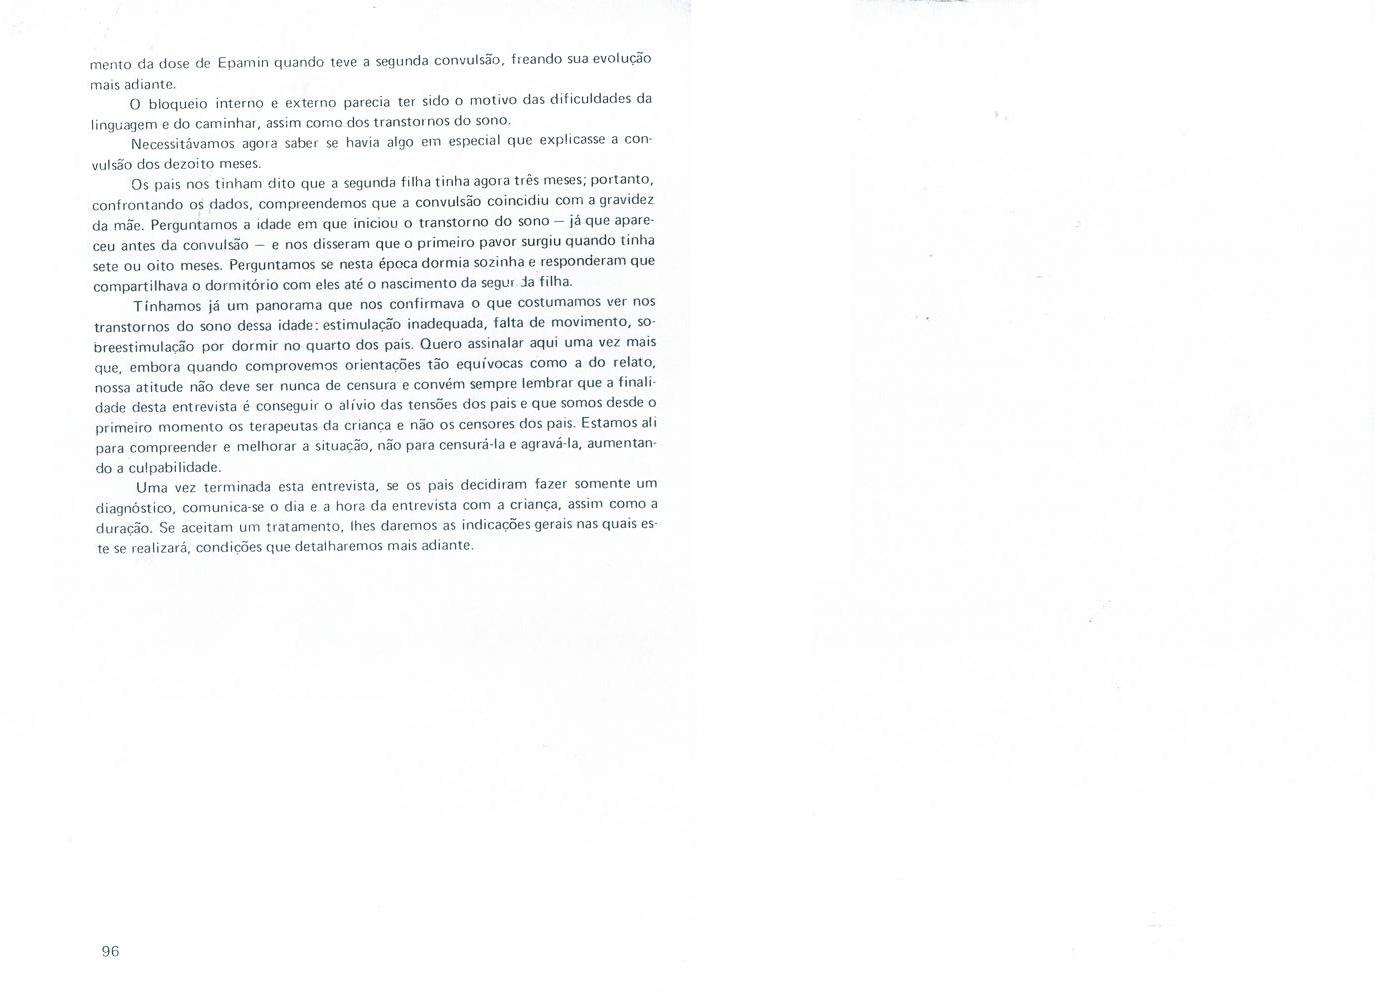 mento da dose de Epamin quando teve a segunda convulsão, freando sua evolução
mais adiante.
O bloqueio interno e externo parecia ter sido o motivo das dificuldades da
linguagem e do caminhar, assim como dos transtornos do sono.
Necessitávamos agora saber se havia algo em especial que explicasse a con-
vulsão dos dezoito meses.
Os pais nos tinham dito que a segunda filha tinha agora três meses; portanto,
confrontando os dados, compreendemos que a convulsão coincidiu com a gravidez
da mãe. Perguntamos a idade em que iniciou o transtorno do sono — já que apare-
ceu antes da convulsão — e nos disseram que o primeiro pavor surgiu quando tinha
sete ou oito meses. Perguntamos se nesta época dormia sozinha e responderam que
compartilhava o dormitório com eles até o nascimento da segunda filha.
Tínhamos já um panorama que nos confirmava o que costumamos ver nos
transtornos do sono dessa idade: estimulação inadequada, falta de movimento, so-
breestimulação por dormir no quarto dos pais. Quero assinalar aqui uma vez mais
que, embora quando comprovemos orientações tão equívocas como a do relato,
nossa atitude não deve ser nunca de censura e convém sempre lembrar que a finali-
dade desta entrevista é conseguir o alívio das tensões dos pais e que somos desde o
primeiro momento os terapeutas da criança e não os censores dos pais. Estamos ali
para compreender e melhorar a situação, não para censurá-la e agravá-la, aumentan-
do a culpabilidade.
Uma vez terminada esta entrevista, se os pais decidiram fazer somente um
diagnóstico, comunica-se o dia e a hora da entrevista com a criança, assim como a
duração. Se aceitam um tratamento, lhes daremos as indicações gerais nas quais es-
te se realizará, condições que detalharemos mais adiante.
96